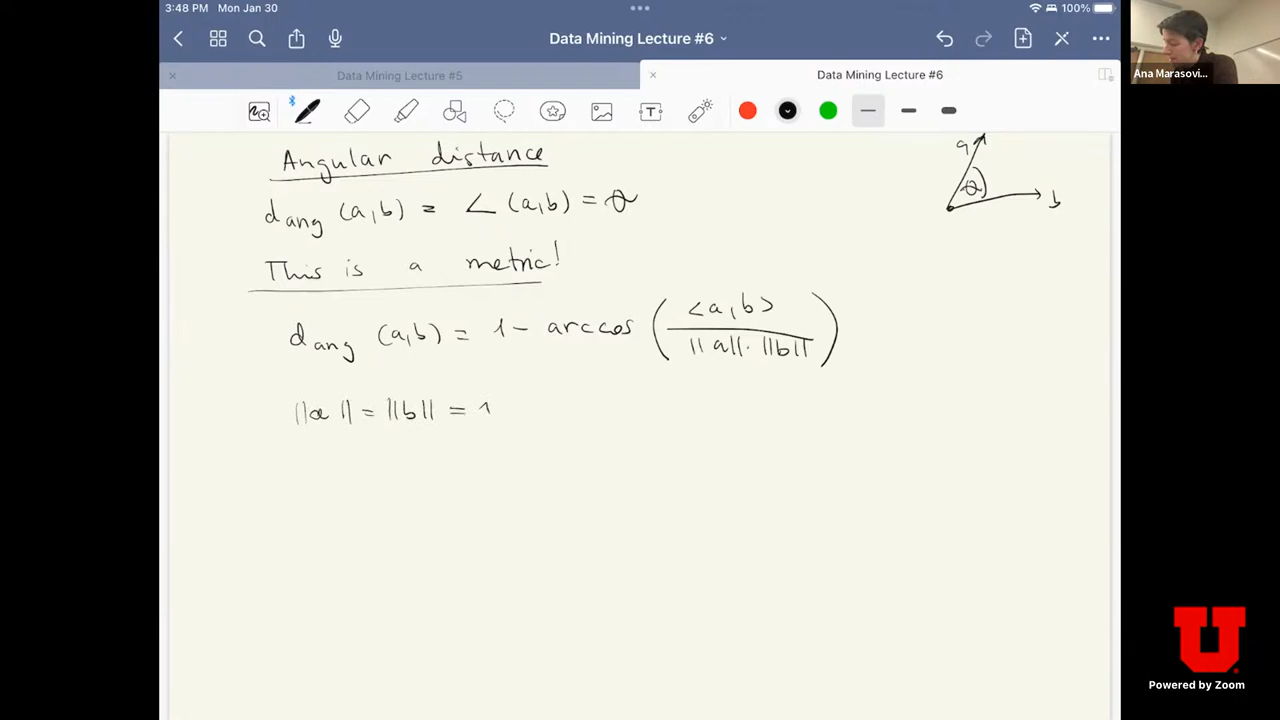 3:48 PM Mon Jan 30
100%
Data Mining Lecture #6
Data Mining Lecture #5
Data Mining Lecture #6
Ana Marasovi...
Angular distance
d_ang (a,b) = ∠ (a,b) = θ
a
θ
b
This is a metric!
d_ang (a,b) = 1 - arccos ( <a,b> / ||a||·||b|| )
||a|| = ||b|| = 1
U
Powered by Zoom